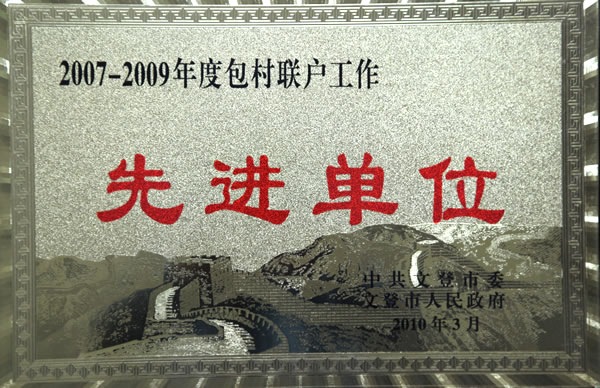 2007-2009年度包村联户工作
先进单位
中共文登市委
文登市人民政府
2010年3月